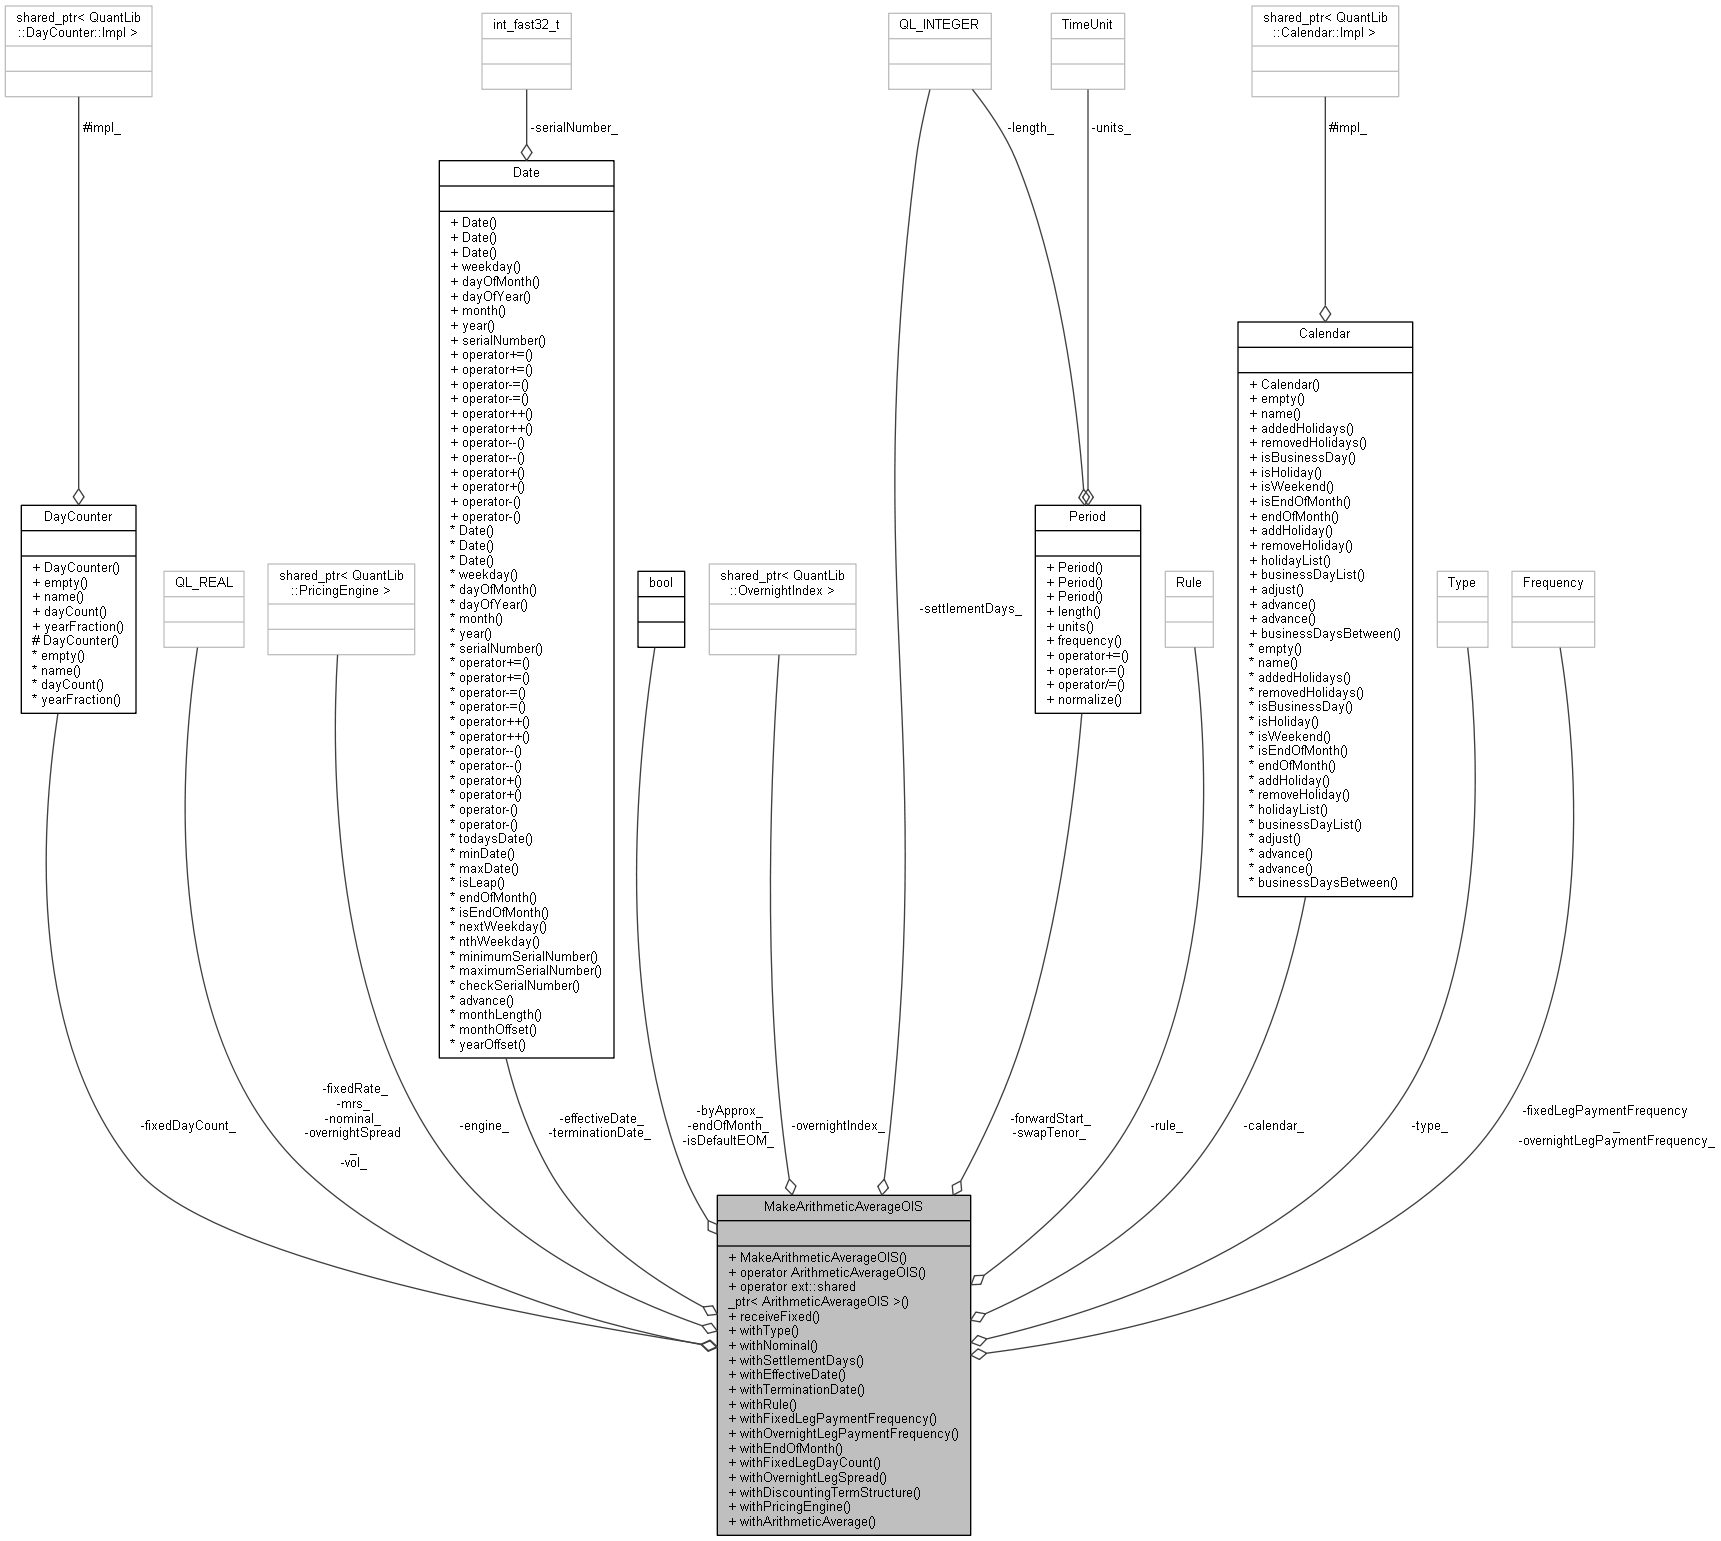 shared_ptr< QuantLib
::DayCounter::Impl >
int_fast32_t
QL_INTEGER
TimeUnit
shared_ptr< QuantLib
::Calendar::Impl >
#impl_
-serialNumber_
-length_
-units_
#impl_
Date
+ Date()
+ Date()
+ Date()
+ weekday()
+ dayOfMonth()
+ dayOfYear()
+ month()
+ year()
+ serialNumber()
+ operator+=()
+ operator+=()
+ operator-=()
+ operator-=()
+ operator++()
+ operator++()
+ operator--()
+ operator--()
+ operator+()
+ operator+()
+ operator-()
+ operator-()
* Date()
* Date()
* Date()
* weekday()
* dayOfMonth()
* dayOfYear()
* month()
* year()
* serialNumber()
* operator+=()
* operator+=()
* operator-=()
* operator-=()
* operator++()
* operator++()
* operator--()
* operator--()
* operator+()
* operator+()
* operator-()
* operator-()
* todaysDate()
* minDate()
* maxDate()
* isLeap()
* endOfMonth()
* isEndOfMonth()
* nextWeekday()
* nthWeekday()
* minimumSerialNumber()
* maximumSerialNumber()
* checkSerialNumber()
* advance()
* monthLength()
* monthOffset()
* yearOffset()
Calendar
+ Calendar()
+ empty()
+ name()
+ addedHolidays()
+ removedHolidays()
+ isBusinessDay()
+ isHoliday()
+ isWeekend()
+ isEndOfMonth()
+ endOfMonth()
+ addHoliday()
+ removeHoliday()
+ holidayList()
+ businessDayList()
+ adjust()
+ advance()
+ advance()
+ businessDaysBetween()
* empty()
* name()
* addedHolidays()
* removedHolidays()
* isBusinessDay()
* isHoliday()
* isWeekend()
* isEndOfMonth()
* endOfMonth()
* addHoliday()
* removeHoliday()
* holidayList()
* businessDayList()
* adjust()
* advance()
* advance()
* businessDaysBetween()
DayCounter
+ DayCounter()
+ empty()
+ name()
+ dayCount()
+ yearFraction()
# DayCounter()
* empty()
* name()
* dayCount()
* yearFraction()
QL_REAL
shared_ptr< QuantLib
::PricingEngine >
bool
shared_ptr< QuantLib
::OvernightIndex >
-settlementDays_
Period
+ Period()
+ Period()
+ Period()
+ length()
+ units()
+ frequency()
+ operator+=()
+ operator-=()
+ operator/=()
+ normalize()
Rule
Type
Frequency
-fixedDayCount_
-fixedRate_
-mrs_
-nominal_
-overnightSpread
_
-vol_
-engine_
-effectiveDate_
-terminationDate_
-byApprox_
-endOfMonth_
-isDefaultEOM_
-overnightIndex_
-forwardStart_
-swapTenor_
-rule_
-calendar_
-type_
-fixedLegPaymentFrequency
_
-overnightLegPaymentFrequency_
MakeArithmeticAverageOIS
+ MakeArithmeticAverageOIS()
+ operator ArithmeticAverageOIS()
+ operator ext::shared
_ptr< ArithmeticAverageOIS >()
+ receiveFixed()
+ withType()
+ withNominal()
+ withSettlementDays()
+ withEffectiveDate()
+ withTerminationDate()
+ withRule()
+ withFixedLegPaymentFrequency()
+ withOvernightLegPaymentFrequency()
+ withEndOfMonth()
+ withFixedLegDayCount()
+ withOvernightLegSpread()
+ withDiscountingTermStructure()
+ withPricingEngine()
+ withArithmeticAverage()